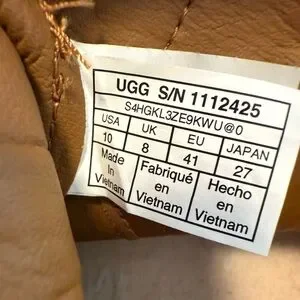 UGG S/N 1112425
S4HGKL3ZE9KWU@0
USA UK EU JAPAN
10 8 41 27
Made In Vietnam
Fabriqué en Vietnam
Hecho en Vietnam